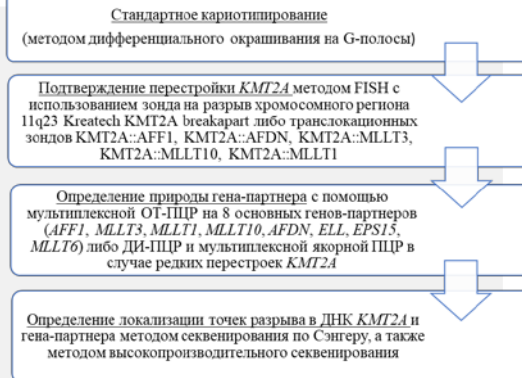 Стандартное кариотипирование
(методом дифференциального окрашивания на G-полосы)
Подтверждение перестройки KMT2A методом FISH с
использованием зонда на разрыв хромосомного региона
11q23 Kreatech KMT2A breakapart либо транслокационных
зондов KMT2A::AFF1, KMT2A::AFDN, KMT2A::MLLT3,
KMT2A::MLLT10, KMT2A::MLLT1
Определение природы гена-партнера с помощью
мультиплексной ОТ-ПЦР на 8 основных генов-партнеров
(AFF1, MLLT3, MLLT1, MLLT10, AFDN, ELL, EPS15,
MLLT6) либо ДИ-ПЦР и мультиплексной якорной ПЦР в
случае редких перестроек KMT2A
Определение локализации точек разрыва в ДНК KMT2A и
гена-партнера методом секвенирования по Сэнгеру, а также
методом высокопроизводительного секвенирования